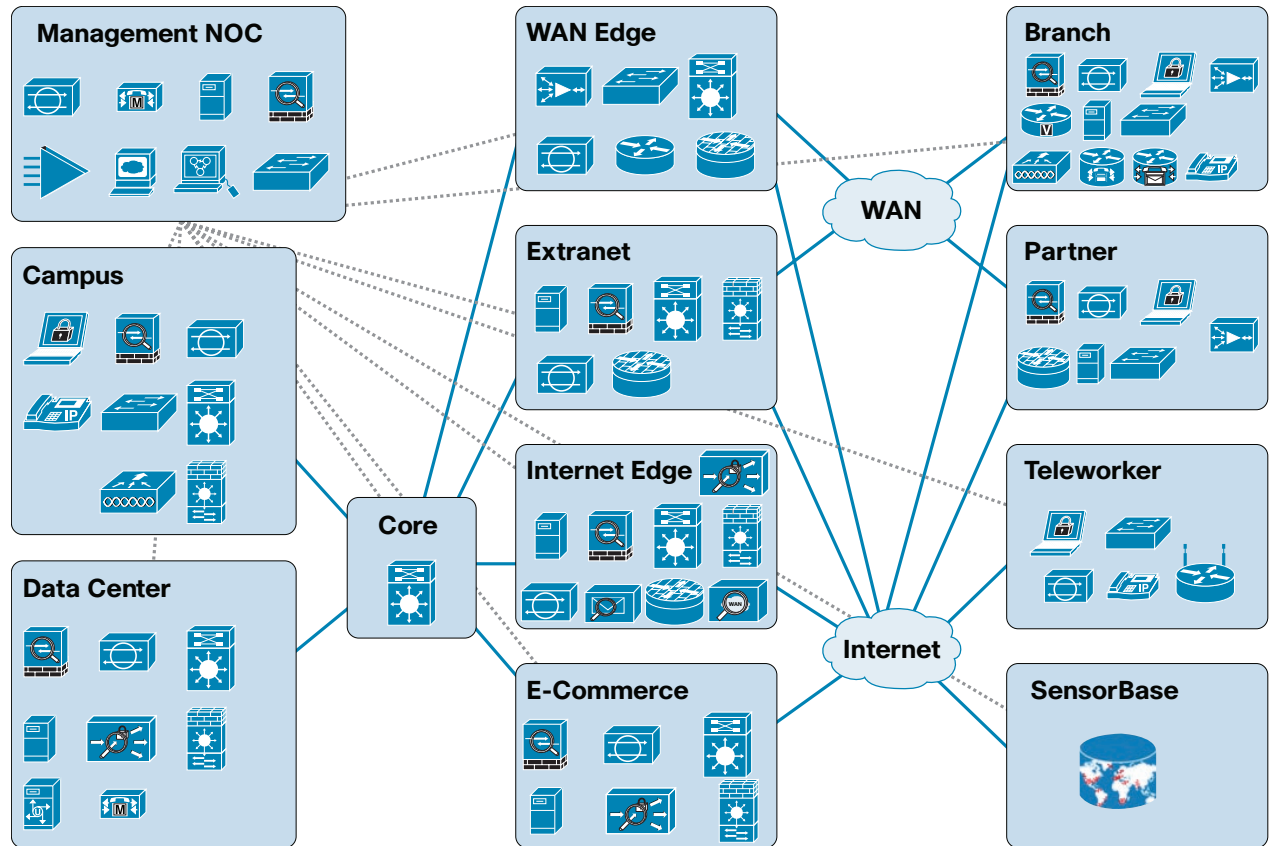 Management NOC
M
WAN Edge
Branch
V
IP
WAN
Campus
IP
Extranet
Partner
Internet Edge
WAN
Teleworker
IP
Core
Data Center
U
M
Internet
E-Commerce
SensorBase